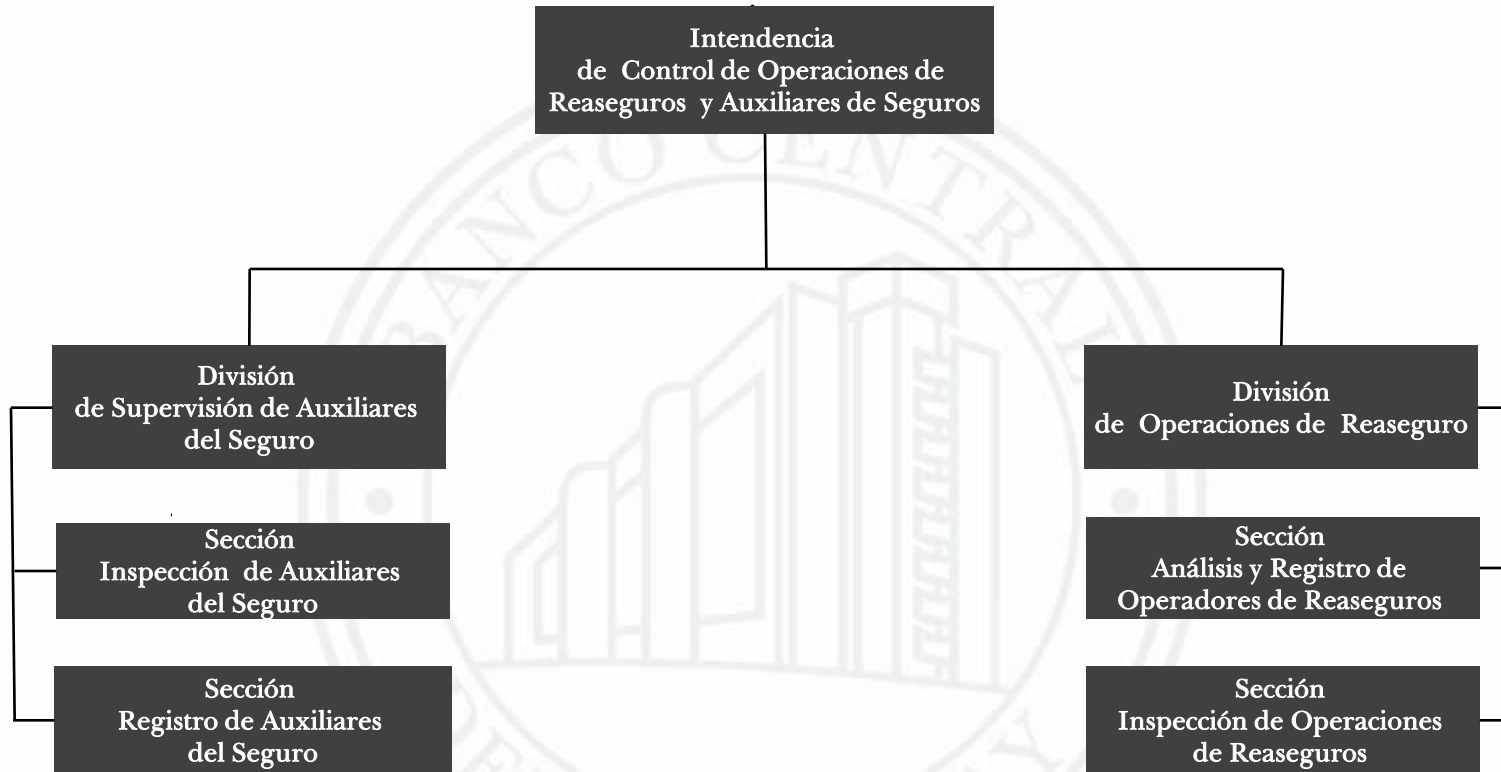 Intendencia
de Control de Operaciones de
Reaseguros y Auxiliares de Seguros
División
de Supervisión de Auxiliares
del Seguro
Sección
Inspección de Auxiliares
del Seguro
Sección
Registro de Auxiliares
del Seguro
División
de Operaciones de Reaseguro
Sección
Análisis y Registro de
Operadores de Reaseguros
Sección
Inspección de Operaciones
de Reaseguros
BANCO CENTRAL